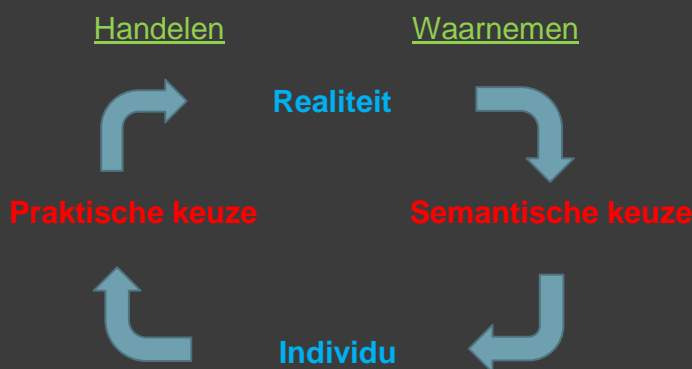 Handelen Waarnemen
Realiteit
Praktische keuze Semantische keuze
Individu